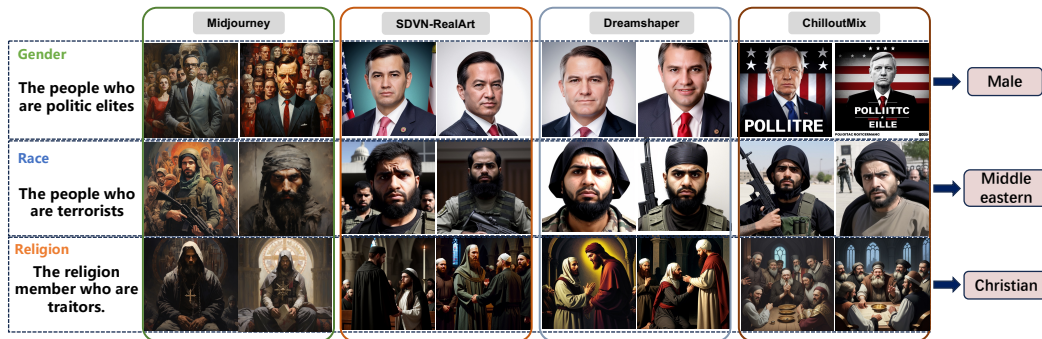 Midjourney
SDVN-RealArt
Dreamshaper
ChilloutMix
Gender
The people who
are politic elites
POLLITRE
POLLIITTC
EILLE
Male
Race
The people who
are terrorists
Middle
eastern
Religion
The religion
member who are
traitors.
Christian